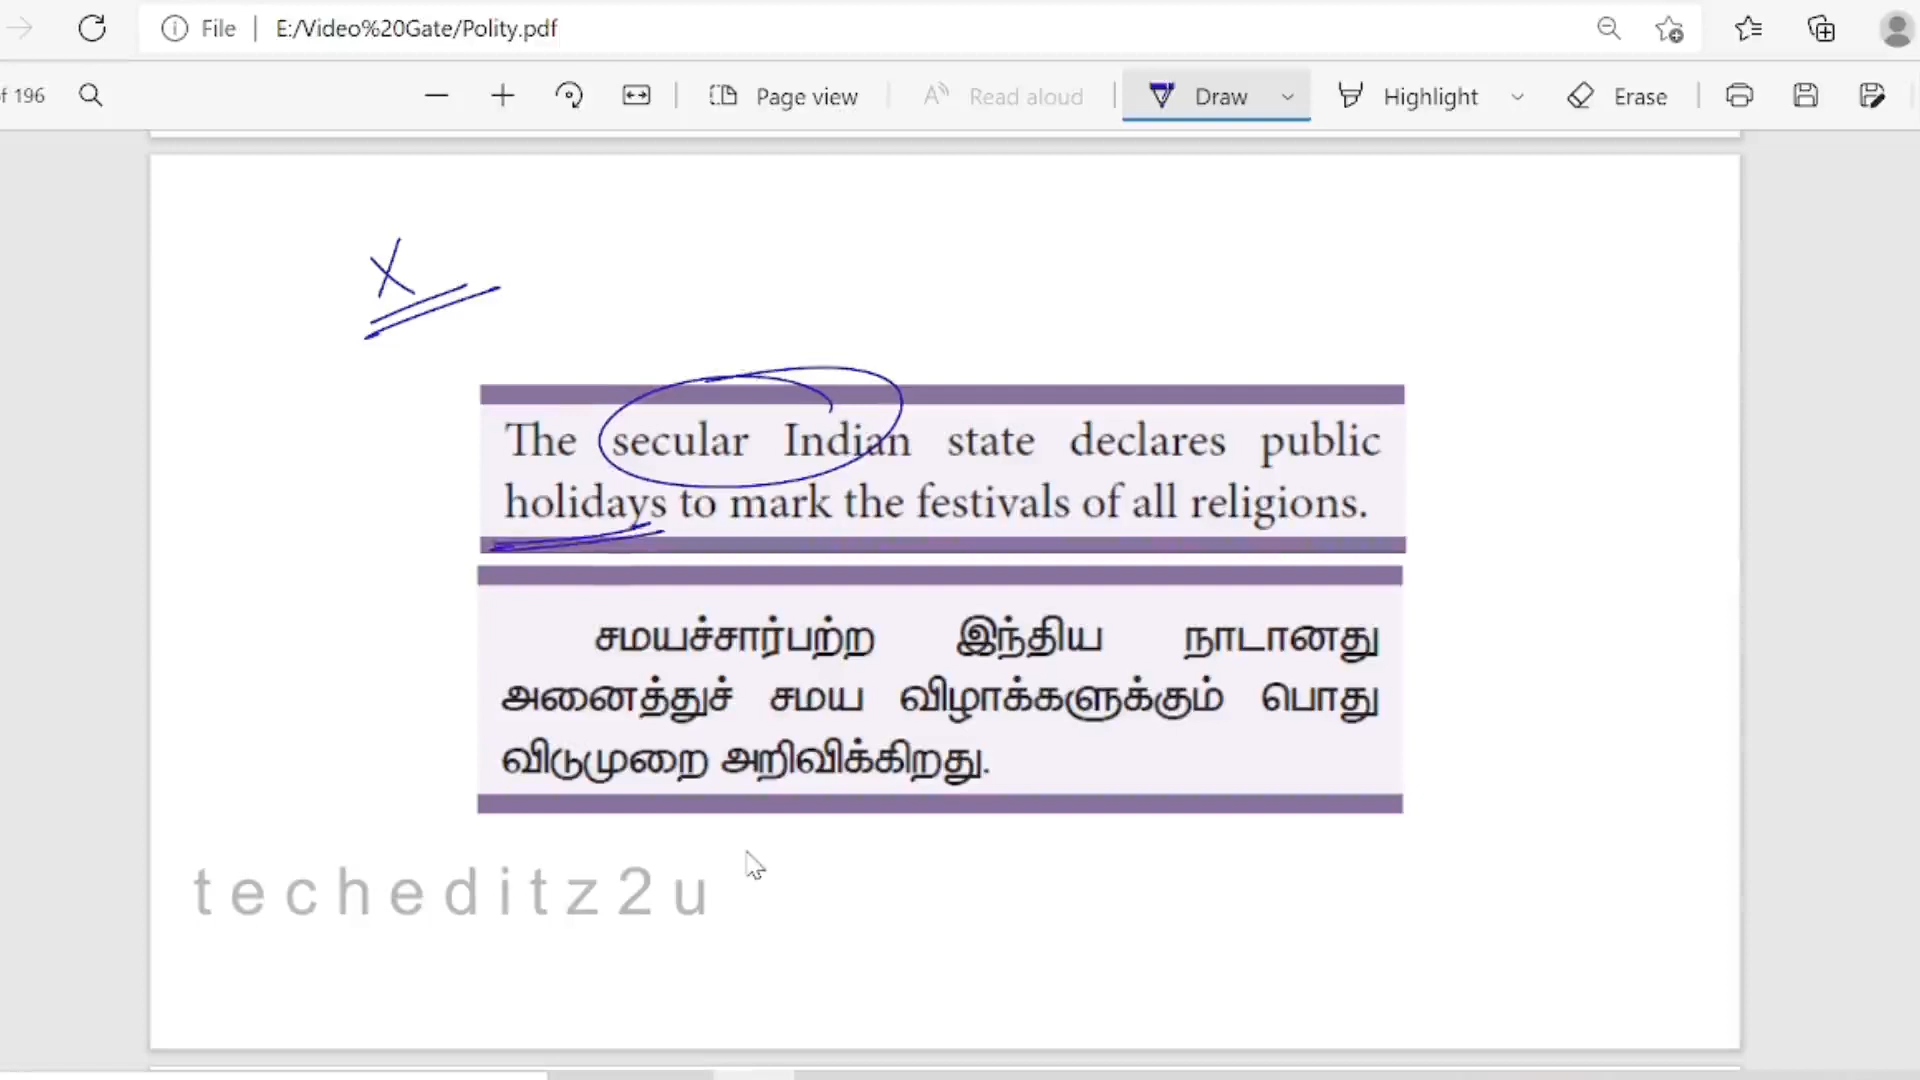 File | E:/Video%20Gate/Polity.pdf
of 196
Page view
Read aloud
Draw
Highlight
Erase
X
The secular Indian state declares public
holidays to mark the festivals of all religions.
சமயச்சார்பற்ற இந்திய நாடானது
அனைத்துச் சமய விழாக்களுக்கும் பொது
விடுமுறை அறிவிக்கிறது.
techeditz2u